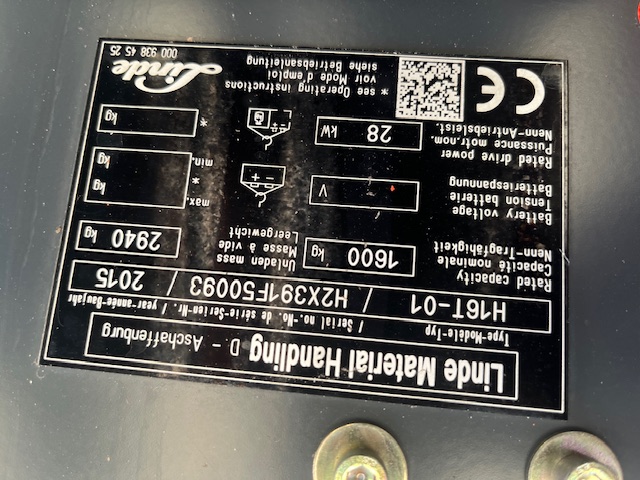 Linde Material Handling D. – Aschaffenburg
Type-Modèle-Typ / Serial no.-No. de série-Serien-Nr. / year-année-Baujahr
H16T-01 / H2X391F50093 / 2015
Rated capacity
Capacité nominale
Nenn-Tragfähigkeit
1600 kg
Unladen mass
Masse à vide
Leergewicht
2940 kg
Battery voltage
Tension batterie
Batteriespannung
V
max.
*
min.
kg
kg
Rated drive power
Puissance motr.nom.
Nenn-Antriebsleist.
28 kW
*
kg
CE
* see Operating instructions
voir Mode d'emploi
siehe Betriebsanleitung
Linde
000 938 45 25